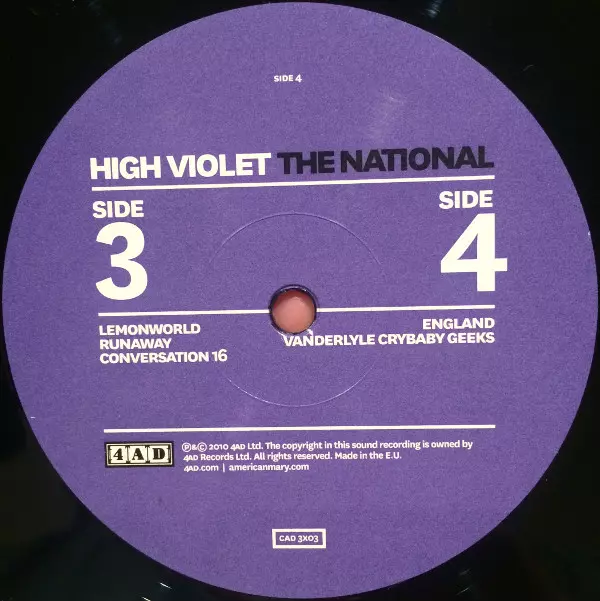 SIDE 4
HIGH VIOLET THE NATIONAL
SIDE
3
SIDE
4
LEMONWORLD
RUNAWAY
CONVERSATION 16
ENGLAND
VANDERLYLE CRYBABY GEEKS
4AD
℗&© 2010 4AD Ltd. The copyright in this sound recording is owned by
4AD Records Ltd. All rights reserved. Made in the E.U.
4AD.com | americanmary.com
CAD 3X03